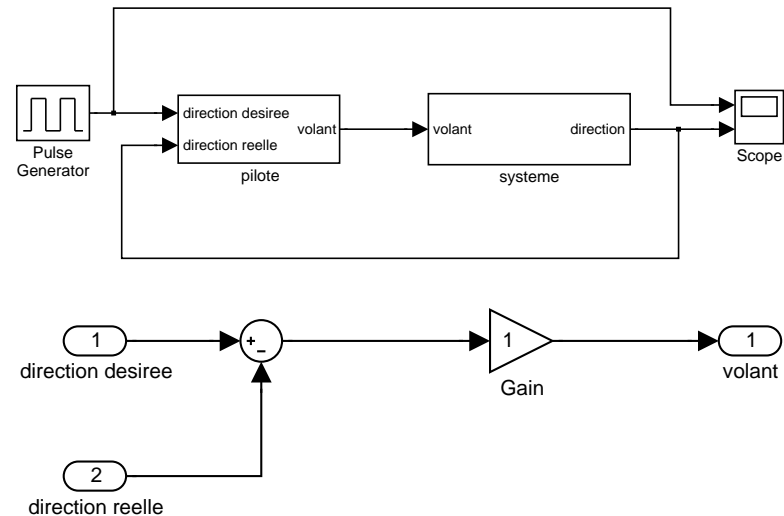 Pulse
Generator
direction desiree
direction reelle
volant
pilote
volant
direction
systeme
Scope
1
direction desiree
+
−
1
Gain
1
volant
2
direction reelle